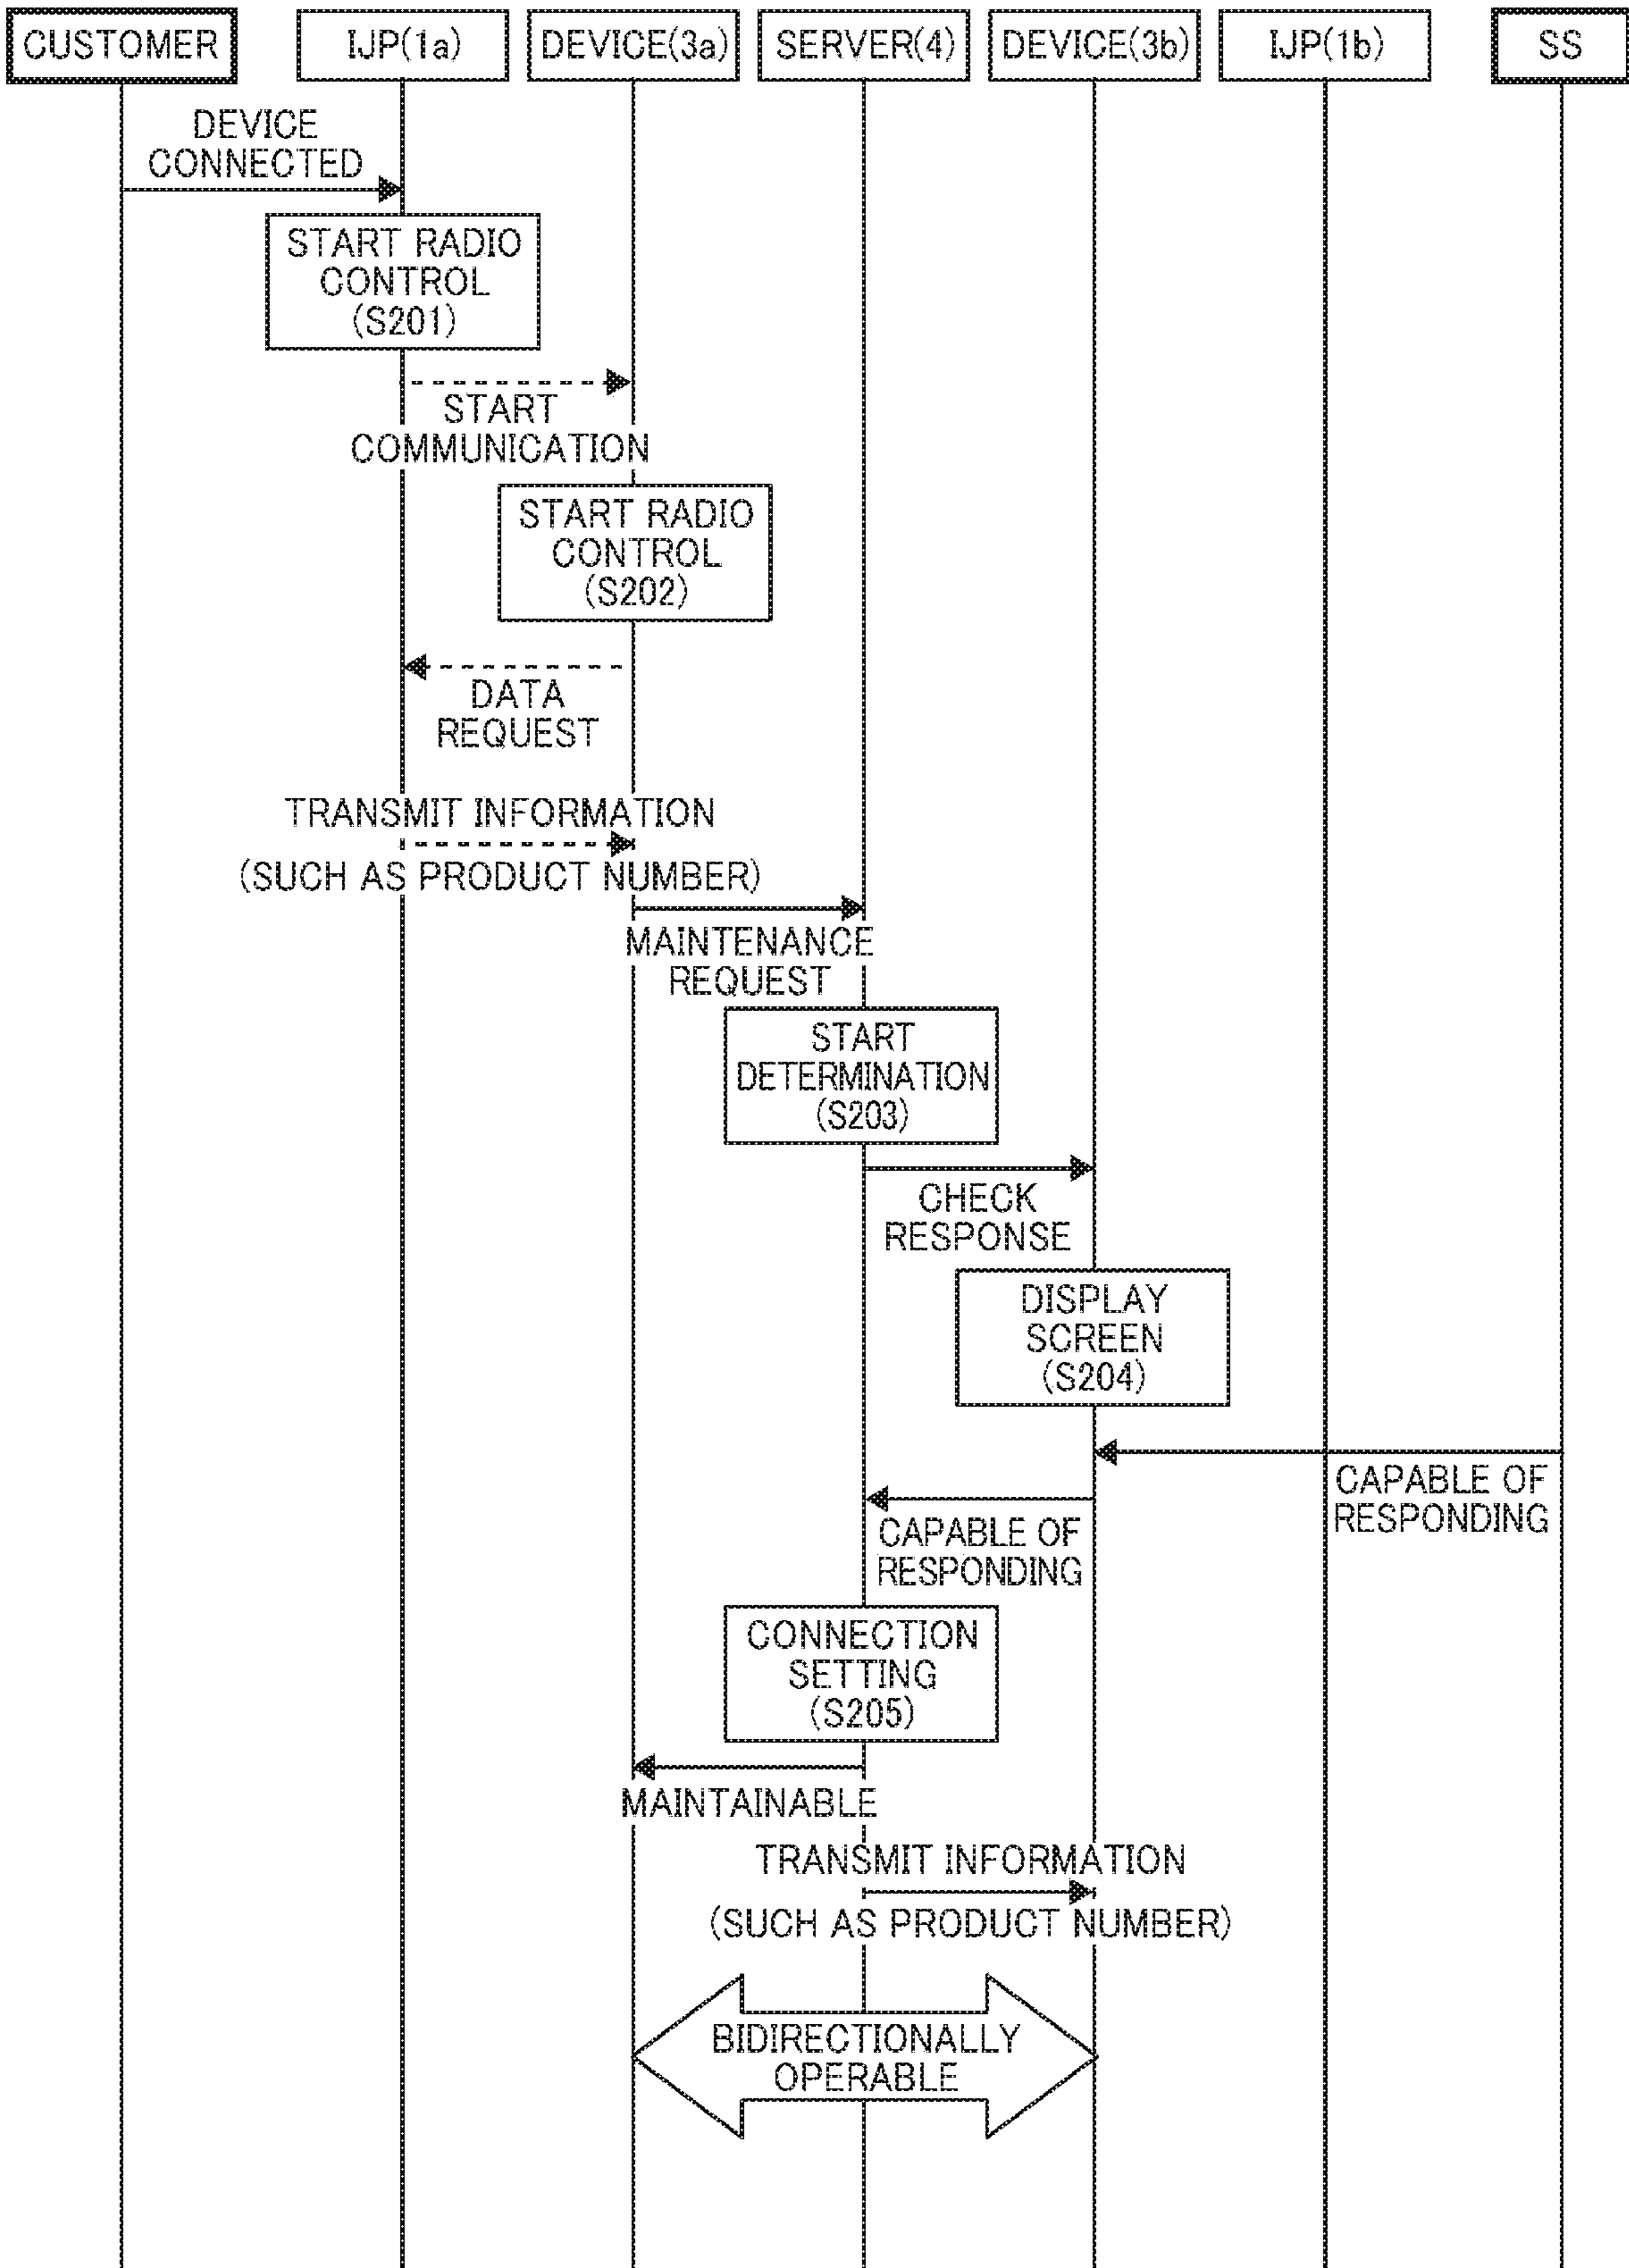 CUSTOMER
IJP(1a)
DEVICE(3a)
SERVER(4)
DEVICE(3b)
IJP(1b)
SS
DEVICE
CONNECTED
START RADIO
CONTROL
(S201)
START
COMMUNICATION
START RADIO
CONTROL
(S202)
DATA
REQUEST
TRANSMIT INFORMATION
(SUCH AS PRODUCT NUMBER)
MAINTENANCE
REQUEST
START
DETERMINATION
(S203)
CHECK
RESPONSE
DISPLAY
SCREEN
(S204)
CAPABLE OF
RESPONDING
CAPABLE OF
RESPONDING
CONNECTION
SETTING
(S205)
MAINTAINABLE
TRANSMIT INFORMATION
(SUCH AS PRODUCT NUMBER)
BIDIRECTIONALLY
OPERABLE